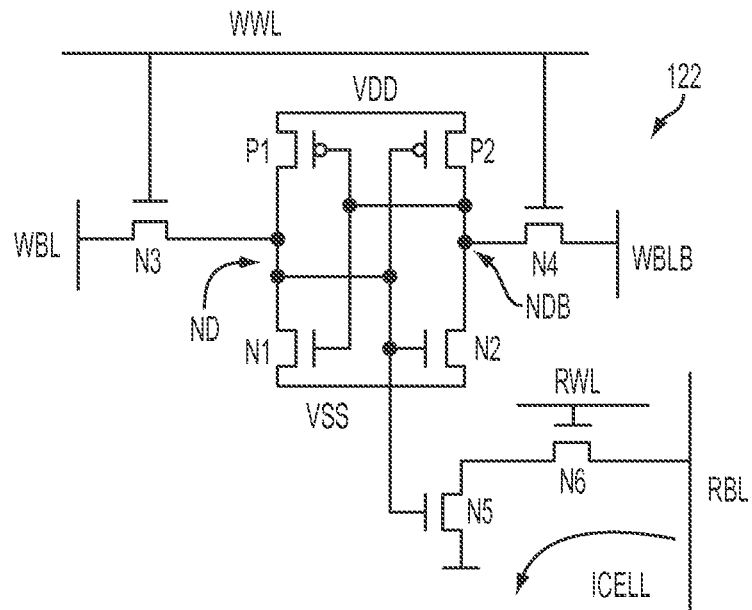 WWL
122
VDD
P1
P2
WBL
N3
N4
WBLB
ND
NDB
N1
N2
VSS
RWL
N6
RBL
N5
ICELL